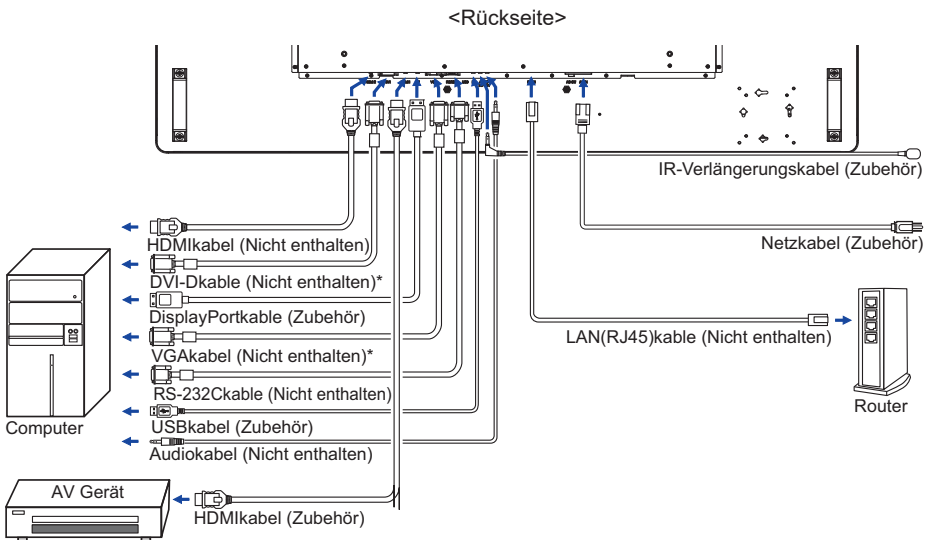 <Rückseite>
IR-Verlängerungskabel (Zubehör)
HDMIkabel (Nicht enthalten)
Netzkabel (Zubehör)
DVI-Dkable (Nicht enthalten)*
DisplayPortkable (Zubehör)
LAN(RJ45)kable (Nicht enthalten)
VGAkabel (Nicht enthalten)*
RS-232Ckable (Nicht enthalten)
Router
USBkabel (Zubehör)
Computer
Audiokabel (Nicht enthalten)
AV Gerät
HDMIkabel (Zubehör)